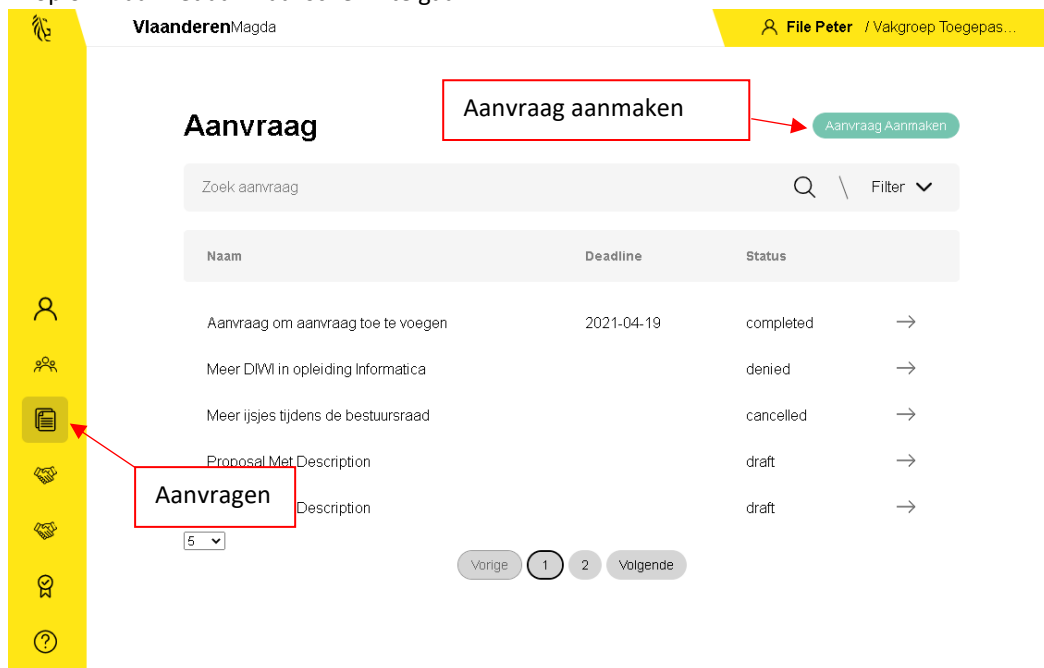 VlaanderenMagda
File Peter / Vakgroep Toegepas...
Aanvraag
Aanvraag aanmaken
Aanvraag Aanmaken
Zoek aanvraag
Filter
Naam Deadline Status
Aanvraag om aanvraag toe te voegen 2021-04-19 completed
Meer DIWI in opleiding Informatica denied
Meer ijsjes tijdens de bestuursraad cancelled
Proposal Met Description draft
Aanvragen
Description draft
5
Vorige 1 2 Volgende